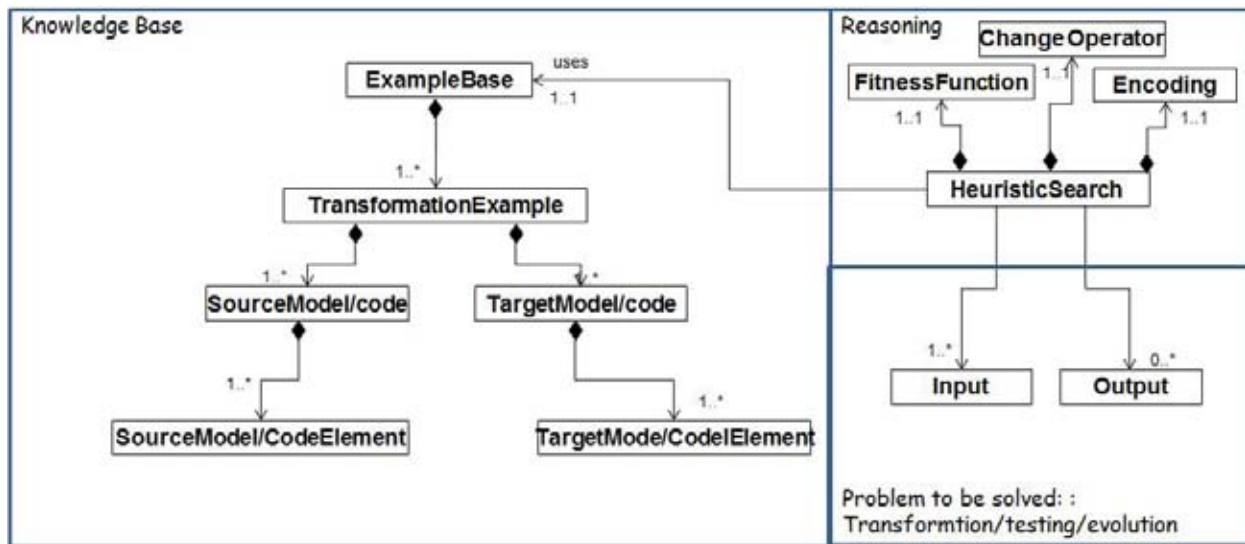 Knowledge Base
ExampleBase
uses
1..1
1..*
TransformationExample
1..*
SourceModel/code
1..*
SourceModel/CodeElement
TargetModel/code
1..*
TargetMode/CodelElement
Reasoning
ChangeOperator
1..1
FitnessFunction
1..1
Encoding
1..1
HeuristicSearch
1..*
Input
0..*
Output
Problem to be solved: :
Transformtion/testing/evolution